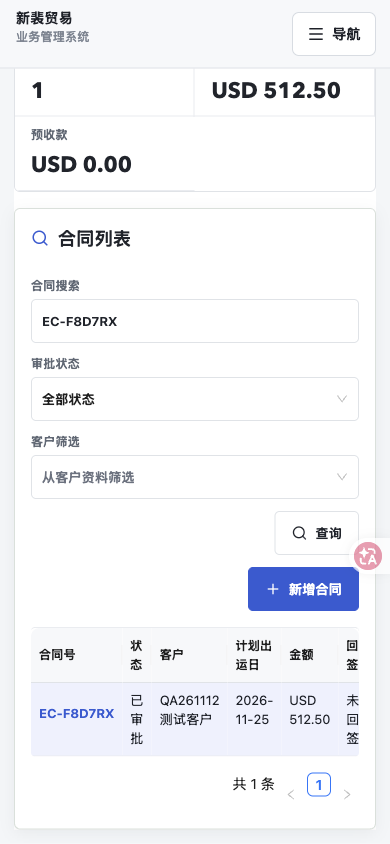 新裴贸易
业务管理系统
导航
1
USD 512.50
预收款
USD 0.00
合同列表
合同搜索
EC-F8D7RX
审批状态
全部状态
客户筛选
从客户资料筛选
查询
新增合同
合同号 状态 客户 计划出运日 金额 回签
EC-F8D7RX 已审批 QA261112测试客户 2026-11-25 USD 512.50 未回签
共 1 条 1